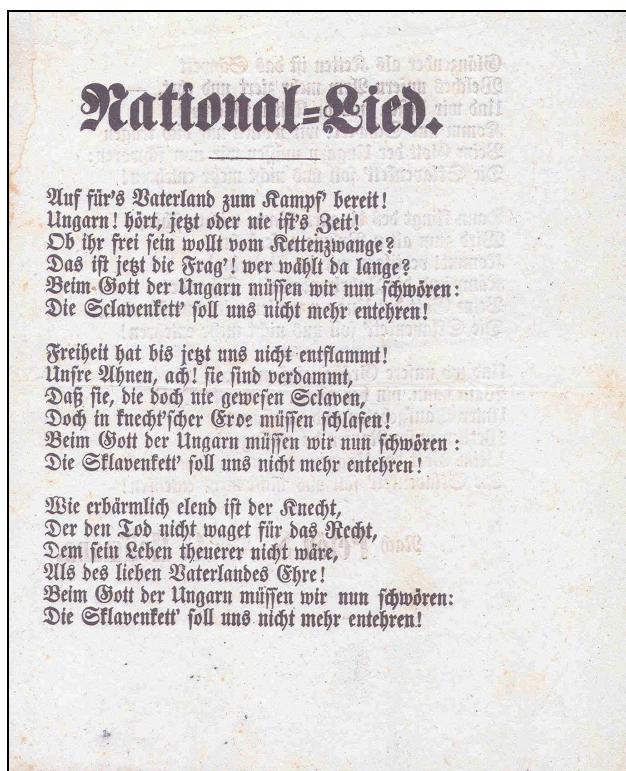 National=Lied.
Auf für's Vaterland zum Kampf' bereit!
Ungarn! hört, jetzt oder nie ist's Zeit!
Ob ihr frei sein wollt vom Kettenzwange?
Das ist jetzt die Frag'! wer wählt da lange?
Beim Gott der Ungarn müssen wir nun schwören:
Die Sclavenkett' soll uns nicht mehr entehren!
Freiheit hat bis jetzt uns nicht entflammt!
Unsre Ahnen, ach! sie sind verdammt,
Daß sie, die doch nie gewesen Sclaven,
Doch in knecht'scher Erde müssen schlafen!
Beim Gott der Ungarn müssen wir nun schwören:
Die Sklavenkett' soll uns nicht mehr entehren!
Wie erbärmlich elend ist der Knecht,
Der den Tod nicht waget für das Recht,
Dem sein Leben theuerer nicht wäre,
Als des lieben Vaterlandes Ehre!
Beim Gott der Ungarn müssen wir nun schwören:
Die Sklavenkett' soll uns nicht mehr entehren!